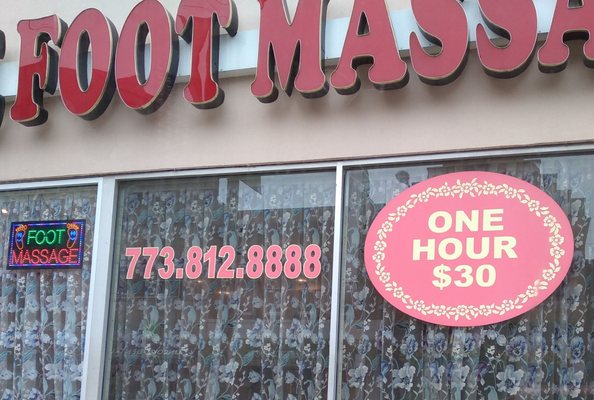 FOOT MASSA
FOOT
MASSAGE
773.812.8888
ONE
HOUR
$30